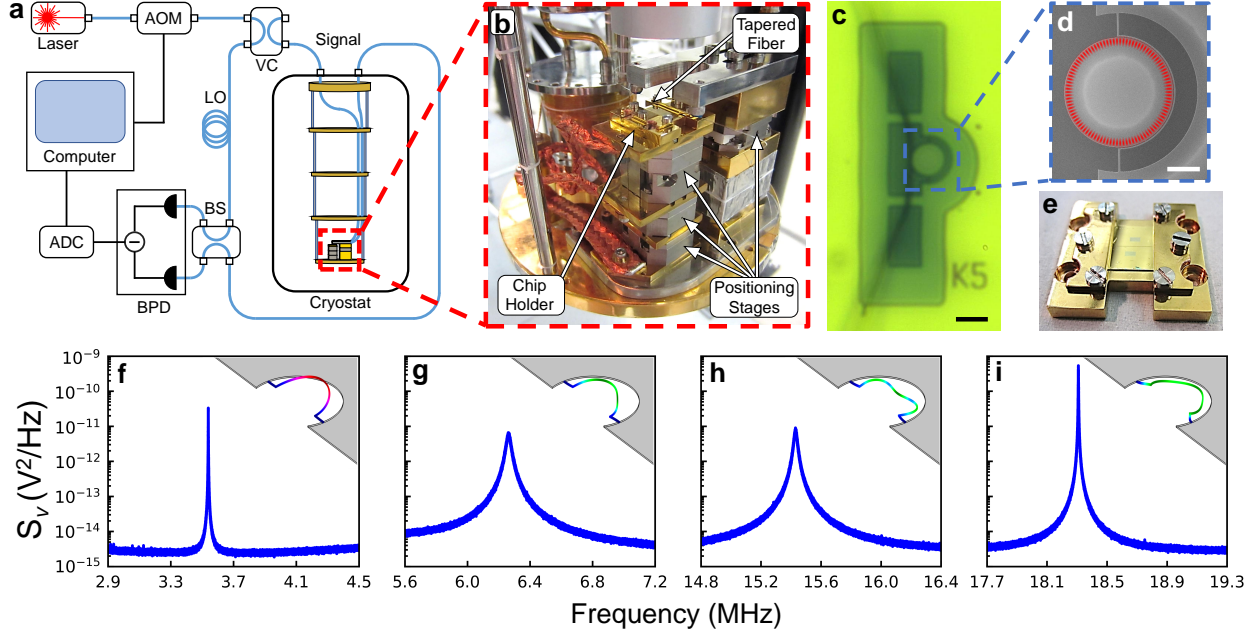 a
Laser
AOM
VC
Signal
LO
Computer
BS
ADC
BPD
Cryostat
b
Tapered
Fiber
Chip
Holder
Positioning
Stages
c
K5
d
e
S_v (V²/Hz)
10⁻⁹
10⁻¹⁰
10⁻¹¹
10⁻¹²
10⁻¹³
10⁻¹⁴
10⁻¹⁵
f
2.9 3.3 3.7 4.1 4.5
g
5.6 6.0 6.4 6.8 7.2
h
14.8 15.2 15.6 16.0 16.4
i
17.7 18.1 18.5 18.9 19.3
Frequency (MHz)